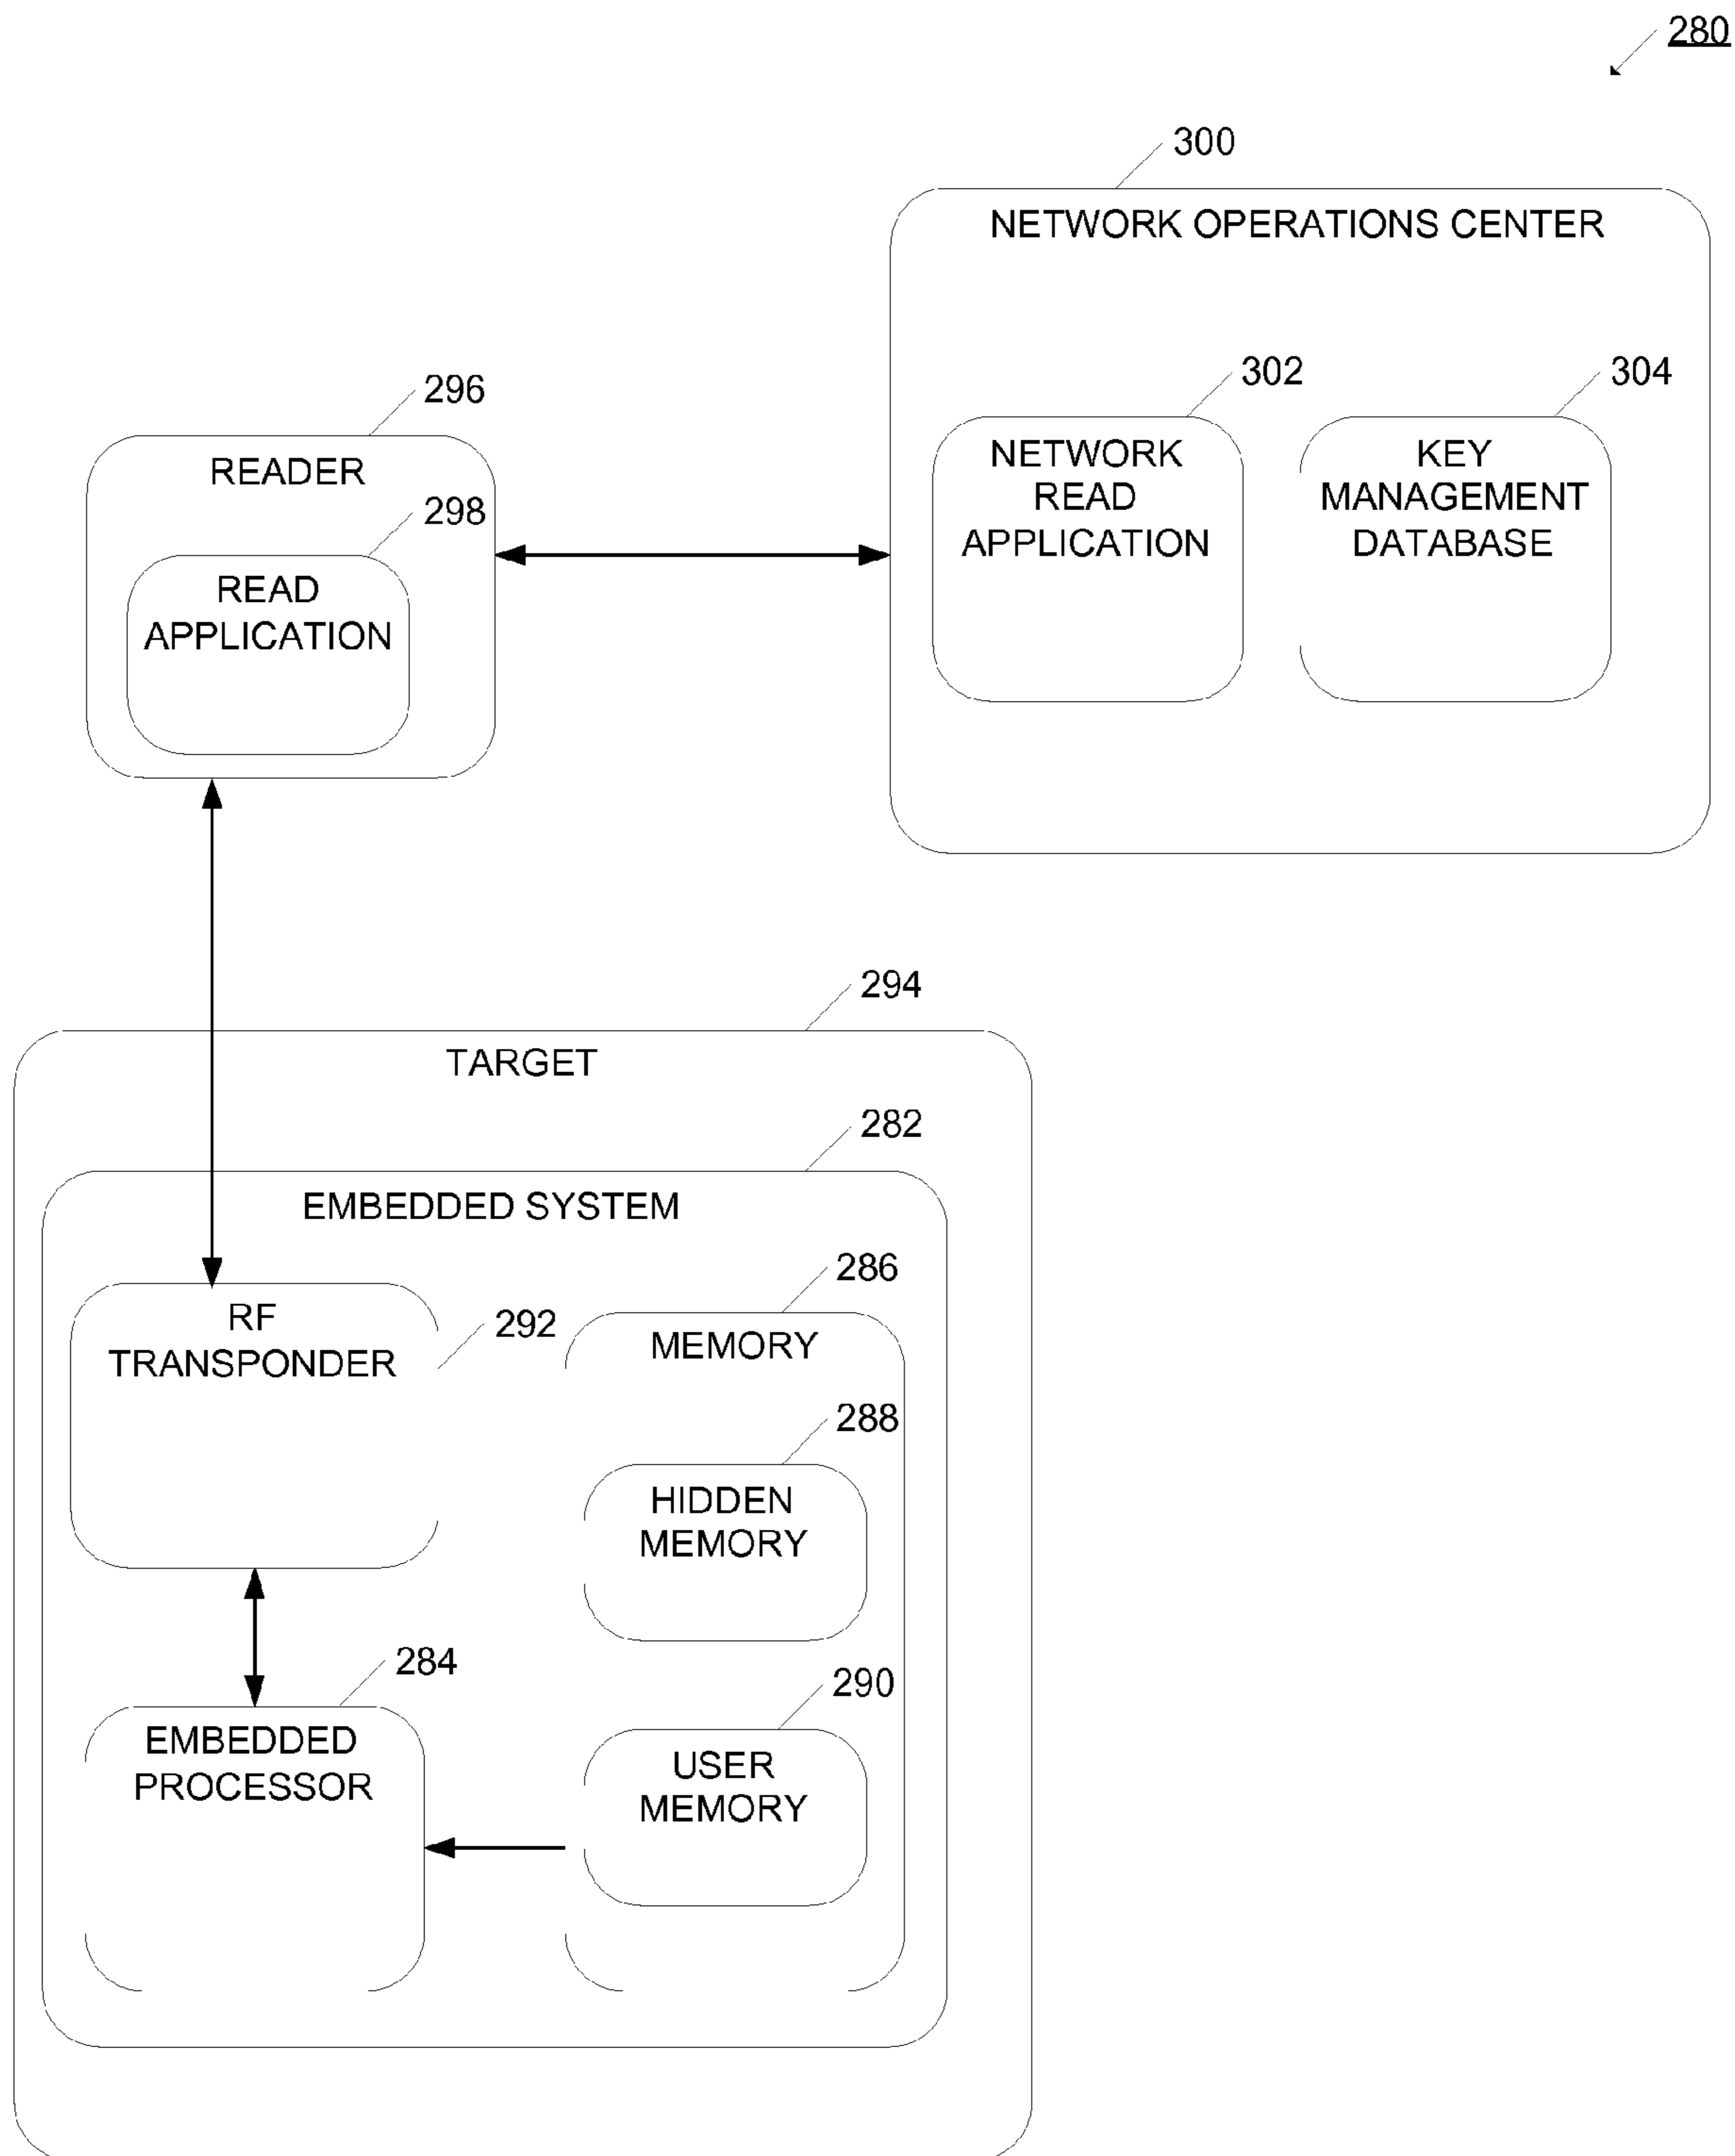 280
300
NETWORK OPERATIONS CENTER
302
304
NETWORK
READ
APPLICATION
KEY
MANAGEMENT
DATABASE
296
READER
298
READ
APPLICATION
294
TARGET
282
EMBEDDED SYSTEM
RF
TRANSPONDER
292
286
MEMORY
288
HIDDEN
MEMORY
284
EMBEDDED
PROCESSOR
290
USER
MEMORY